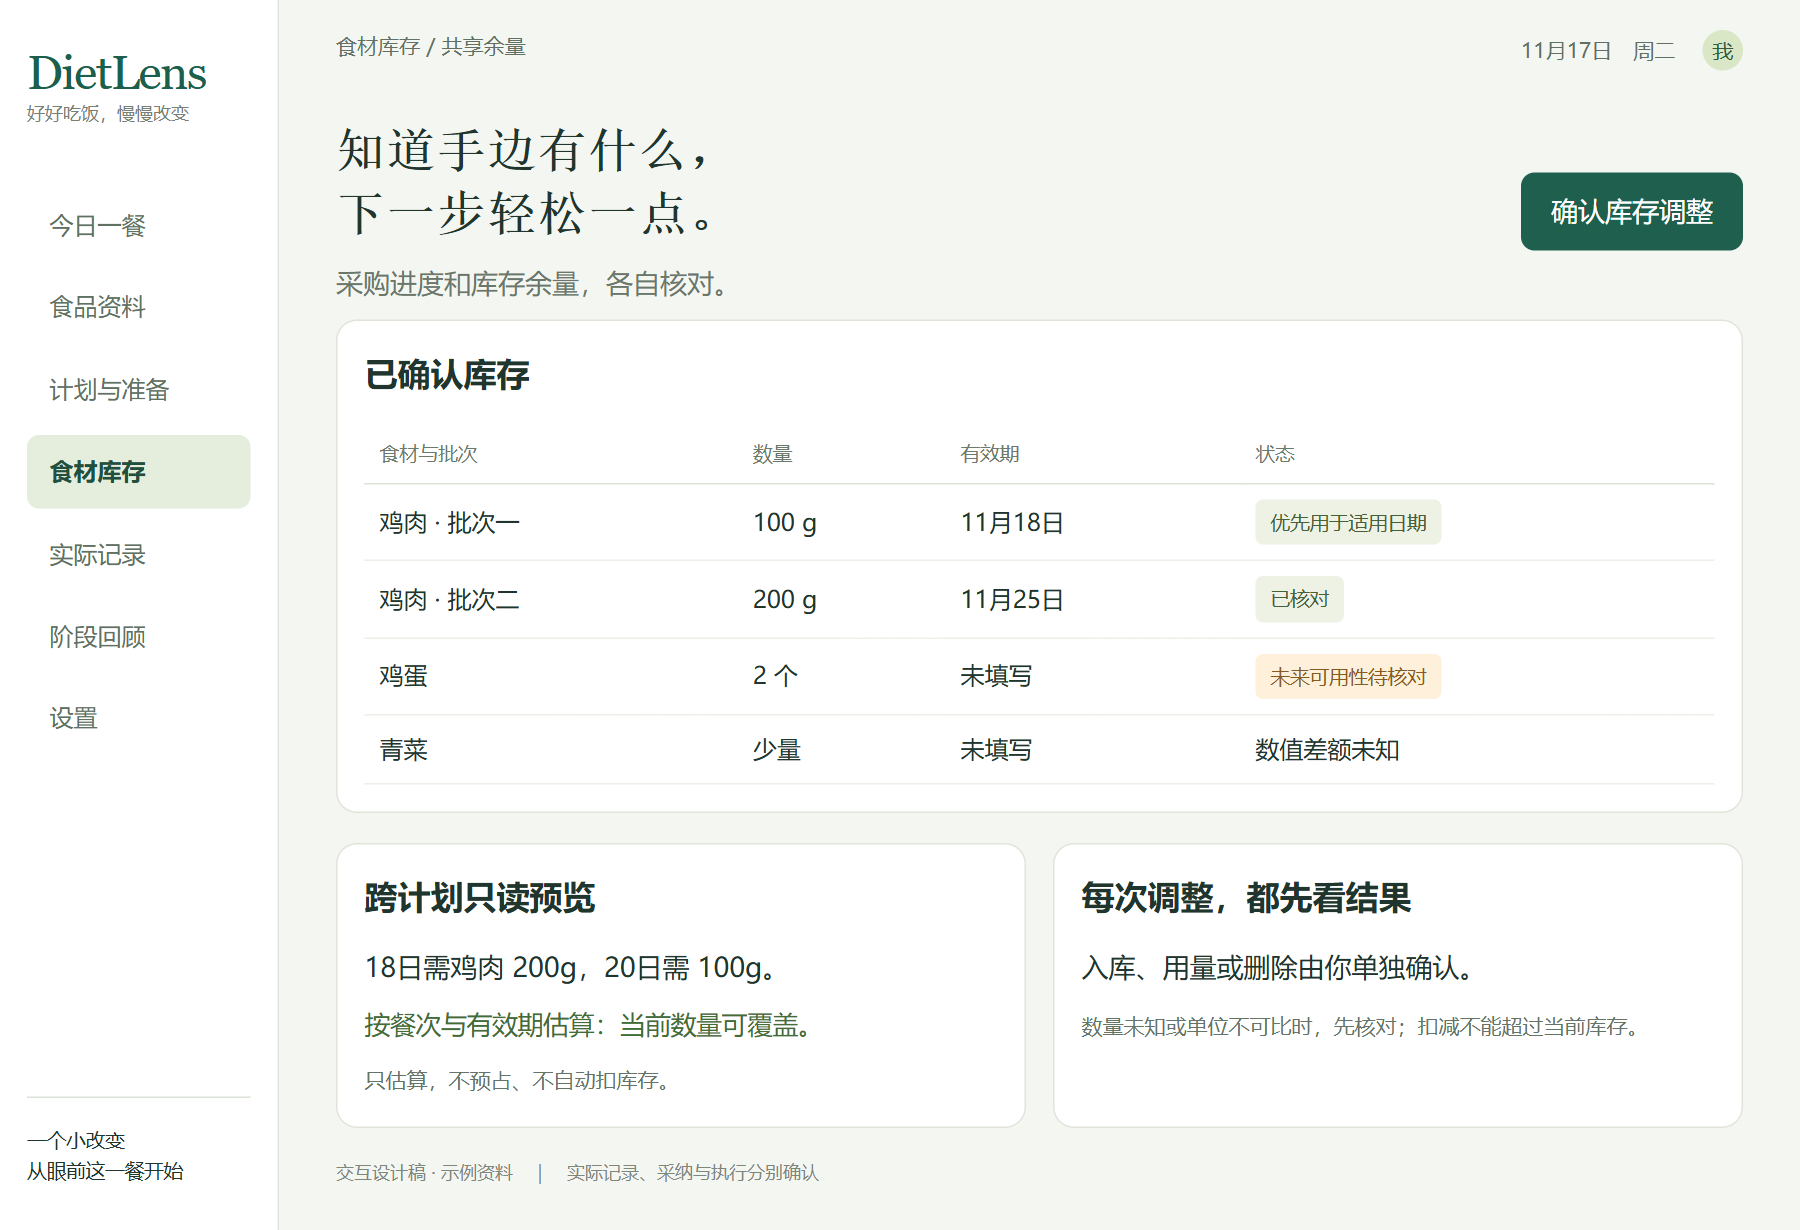 DietLens
好好吃饭，慢慢改变
今日一餐
食品资料
计划与准备
食材库存
实际记录
阶段回顾
设置
一个小改变
从眼前这一餐开始
食材库存 / 共享余量
11月17日 周二 我
知道手边有什么，
下一步轻松一点。
采购进度和库存余量，各自核对。
确认库存调整
已确认库存
食材与批次 数量 有效期 状态
鸡肉 · 批次一 100 g 11月18日 优先用于适用日期
鸡肉 · 批次二 200 g 11月25日 已核对
鸡蛋 2 个 未填写 未来可用性待核对
青菜 少量 未填写 数值差额未知
跨计划只读预览
18日需鸡肉 200g，20日需 100g。
按餐次与有效期估算：当前数量可覆盖。
只估算，不预占、不自动扣库存。
每次调整，都先看结果
入库、用量或删除由你单独确认。
数量未知或单位不可比时，先核对；扣减不能超过当前库存。
交互设计稿 · 示例资料 | 实际记录、采纳与执行分别确认